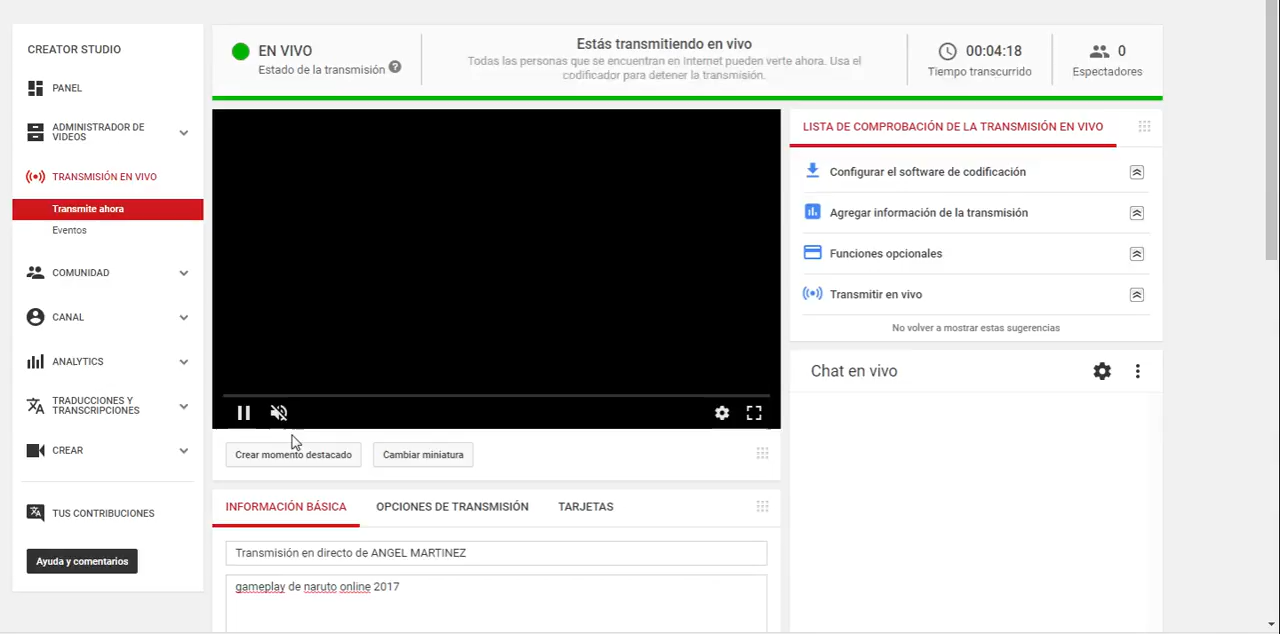 CREATOR STUDIO
PANEL
ADMINISTRADOR DE
VIDEOS
TRANSMISIÓN EN VIVO
Transmite ahora
Eventos
COMUNIDAD
CANAL
ANALYTICS
TRADUCCIONES Y
TRANSCRIPCIONES
CREAR
TUS CONTRIBUCIONES
Ayuda y comentarios
EN VIVO
Estado de la transmisión ?
Estás transmitiendo en vivo
Todas las personas que se encuentran en Internet pueden verte ahora. Usa el
codificador para detener la transmisión.
00:04:18
Tiempo transcurrido
0
Espectadores
Crear momento destacado
Cambiar miniatura
INFORMACIÓN BÁSICA
OPCIONES DE TRANSMISIÓN
TARJETAS
Transmisión en directo de ANGEL MARTINEZ
gameplay de naruto online 2017
LISTA DE COMPROBACIÓN DE LA TRANSMISIÓN EN VIVO
Configurar el software de codificación
Agregar información de la transmisión
Funciones opcionales
Transmitir en vivo
No volver a mostrar estas sugerencias
Chat en vivo